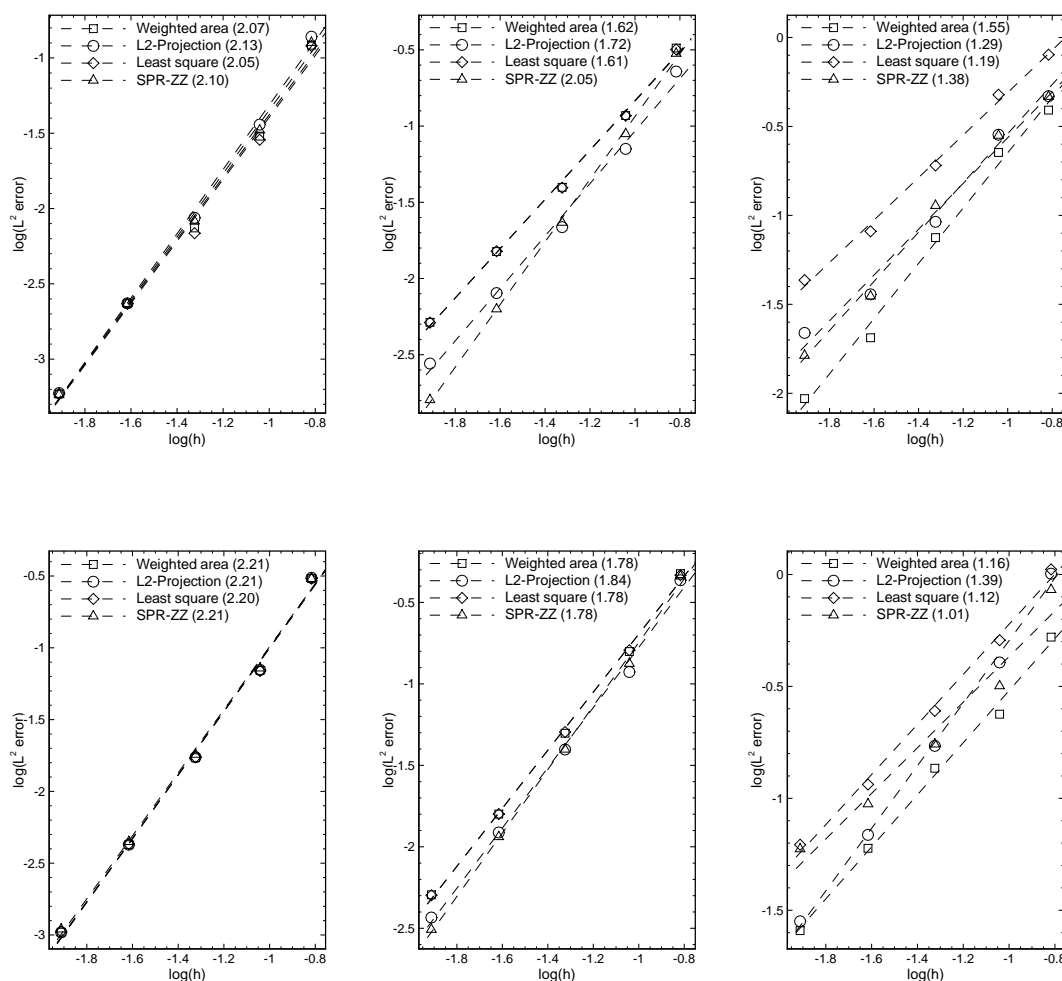 Weighted area (2.07)
L2-Projection (2.13)
Least square (2.05)
SPR-ZZ (2.10)
-1
-1.5
-2
-2.5
-3
log(L² error)
-1.8 -1.6 -1.4 -1.2 -1 -0.8
log(h)
Weighted area (1.62)
L2-Projection (1.72)
Least square (1.61)
SPR-ZZ (2.05)
-0.5
-1
-1.5
-2
-2.5
log(L² error)
-1.8 -1.6 -1.4 -1.2 -1 -0.8
log(h)
Weighted area (1.55)
L2-Projection (1.29)
Least square (1.19)
SPR-ZZ (1.38)
0
-0.5
-1
-1.5
-2
log(L² error)
-1.8 -1.6 -1.4 -1.2 -1 -0.8
log(h)
Weighted area (2.21)
L2-Projection (2.21)
Least square (2.20)
SPR-ZZ (2.21)
-0.5
-1
-1.5
-2
-2.5
-3
log(L² error)
-1.8 -1.6 -1.4 -1.2 -1 -0.8
log(h)
Weighted area (1.78)
L2-Projection (1.84)
Least square (1.78)
SPR-ZZ (1.78)
-0.5
-1
-1.5
-2
-2.5
log(L² error)
-1.8 -1.6 -1.4 -1.2 -1 -0.8
log(h)
Weighted area (1.16)
L2-Projection (1.39)
Least square (1.12)
SPR-ZZ (1.01)
0
-0.5
-1
-1.5
log(L² error)
-1.8 -1.6 -1.4 -1.2 -1 -0.8
log(h)